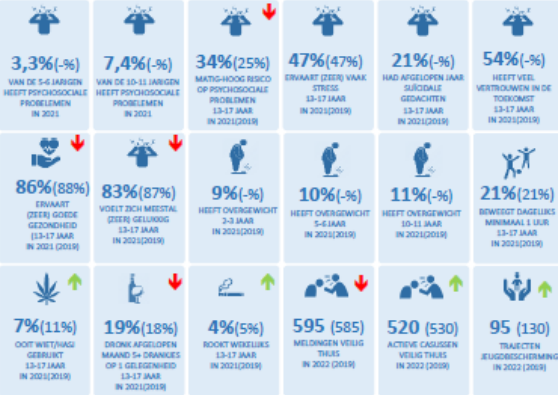 3,3%(-%)
VAN DE 5-6 JARIGEN
HEEFT PSYCHOSOCIALE
PROBELEMEN
IN 2021
7,4%(-%)
VAN DE 10-11 JARIGEN
HEEFT PSYCHOSOCIALE
PROBELEMEN
IN 2021
34%(25%)
MATIG-HOOG RISICO
OP PSYCHOSOCIALE
PROBLEMEN
13-17 JAAR
IN 2021(2019)
47%(47%)
ERVAART (ZEER) VAAK
STRESS
13-17 JAAR
IN 2021(2019)
21%(-%)
HAD AFGELOPEN JAAR
SUÏCIDALE
GEDACHTEN
13-17 JAAR
IN 2021(2019)
54%(-%)
HEEFT VEEL
VERTROUWEN IN DE
TOEKOMST
13-17 JAAR
IN 2021(2019)
86%(88%)
ERVAART
(ZEER) GOEDE
GEZONDHEID
(13-17 JAAR
IN 2021 (2019)
83%(87%)
VOELT ZICH MEESTAL
(ZEER) GELUKKIG
13-17 JAAR
IN 2021(2019)
9%(-%)
HEEFT OVERGEWICHT
2-3 JAAR
IN 2021(2019)
10%(-%)
HEEFT OVERGEWICHT
5-6 JAAR
IN 2021(2019)
11%(-%)
HEEFT OVERGEWICHT
10-11 JAAR
IN 2021(2019)
21%(21%)
BEWEEGT DAGELIJKS
MINIMAAL 1 UUR
13-17 JAAR
IN 2021(2019)
7%(11%)
OOIT WIET/HASJ
GEBRUIKT
13-17 JAAR
IN 2021(2019)
19%(18%)
DRONK AFGELOPEN
MAAND 5+ DRANKJES
OP 1 GELEGENHEID
13-17 JAAR
IN 2021(2019)
4%(5%)
ROOKT WEKELIJKS
13-17 JAAR
IN 2021(2019)
595 (585)
MELDINGEN VEILIG
THUIS
IN 2022 (2019)
520 (530)
ACTIEVE CASUSSEN
VEILIG THUIS
IN 2022 (2019)
95 (130)
TRAJECTEN
JEUGDBESCHERMING
IN 2022 (2019)